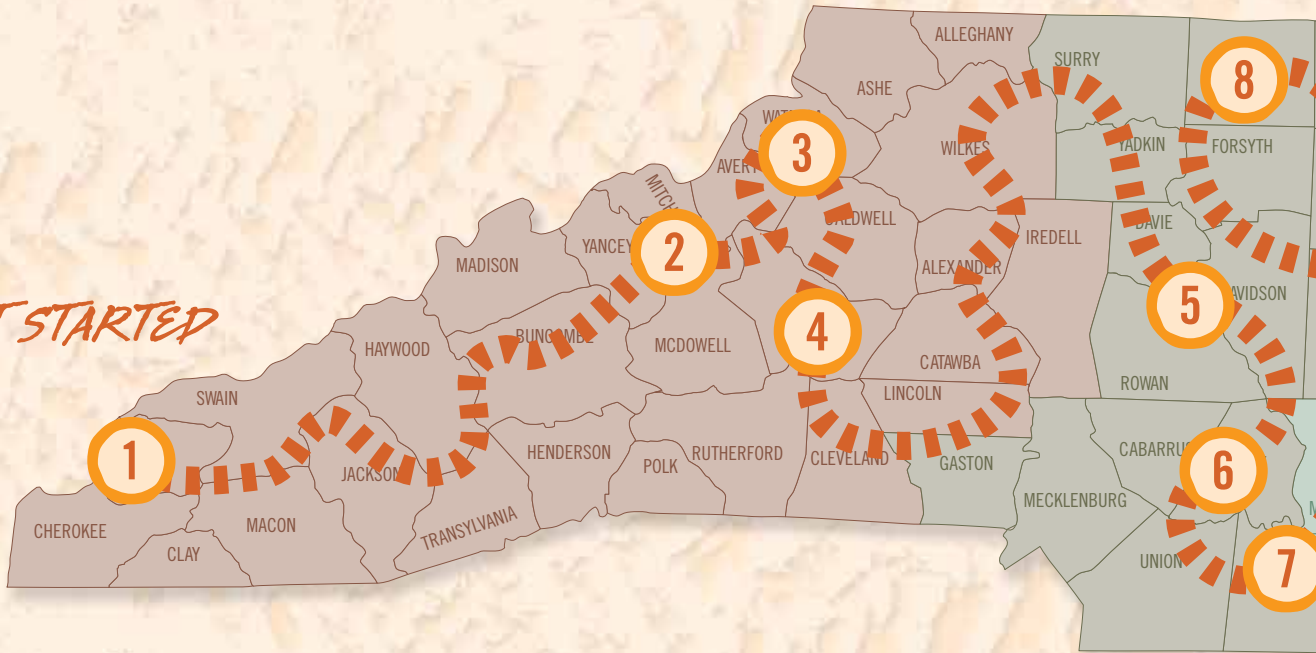 ALLEGHANY
SURRY
8
ASHE
3
WILKES
YADKIN
FORSYTH
CALDWELL
DAVIE
IREDELL
2
YANCEY
MADISON
ALEXANDER
5
T STARTED
BUNCOMBE
MCDOWELL
4
HAYWOOD
CATAWBA
ROWAN
SWAIN
LINCOLN
1
HENDERSON
POLK
RUTHERFORD
CLEVELAND
GASTON
6
JACKSON
MECKLENBURG
CHEROKEE
MACON
TRANSYLVANIA
CLAY
UNION
7